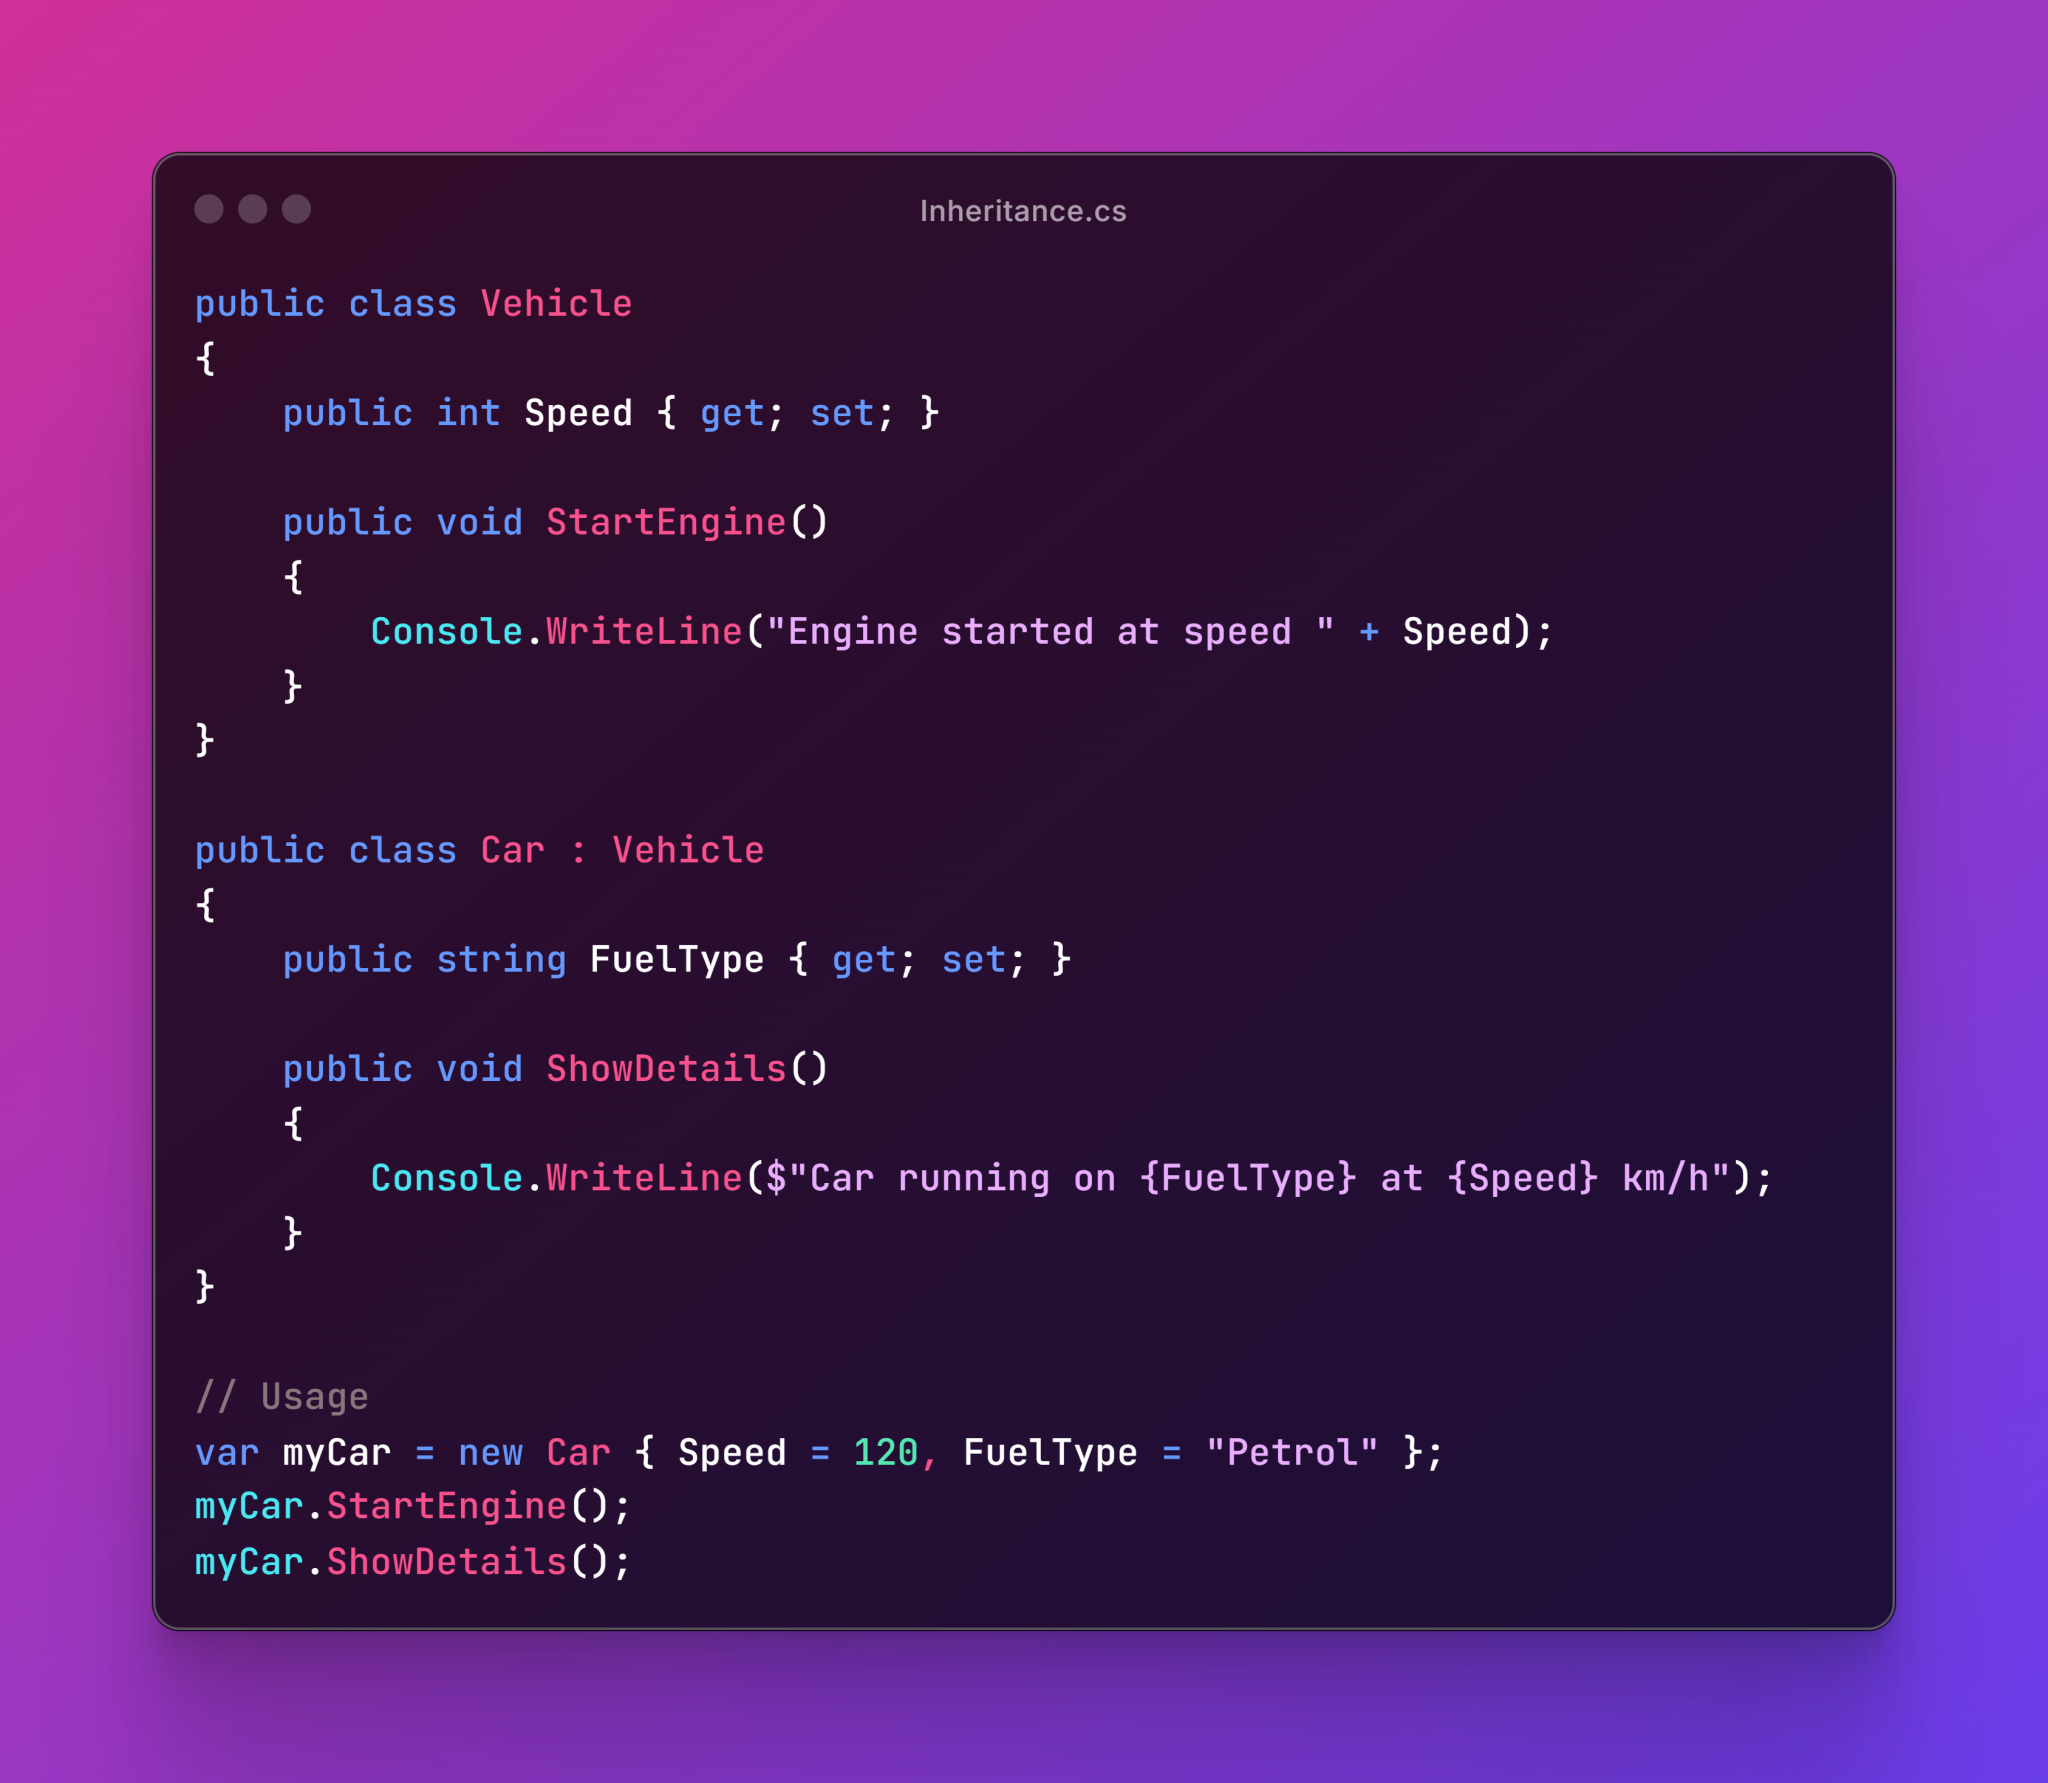 Inheritance.cs
public class Vehicle
{
    public int Speed { get; set; }

    public void StartEngine()
    {
        Console.WriteLine("Engine started at speed " + Speed);
    }
}

public class Car : Vehicle
{
    public string FuelType { get; set; }

    public void ShowDetails()
    {
        Console.WriteLine($"Car running on {FuelType} at {Speed} km/h");
    }
}

// Usage
var myCar = new Car { Speed = 120, FuelType = "Petrol" };
myCar.StartEngine();
myCar.ShowDetails();